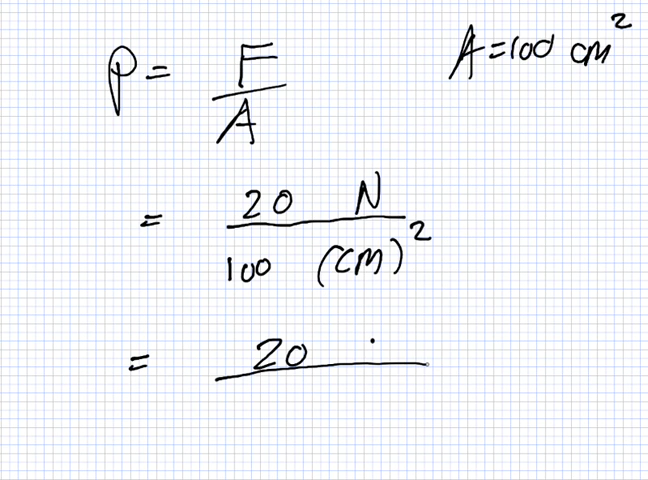 P = F/A    A = 100 cm²
= 20 N / 100 (cm)²
= 20